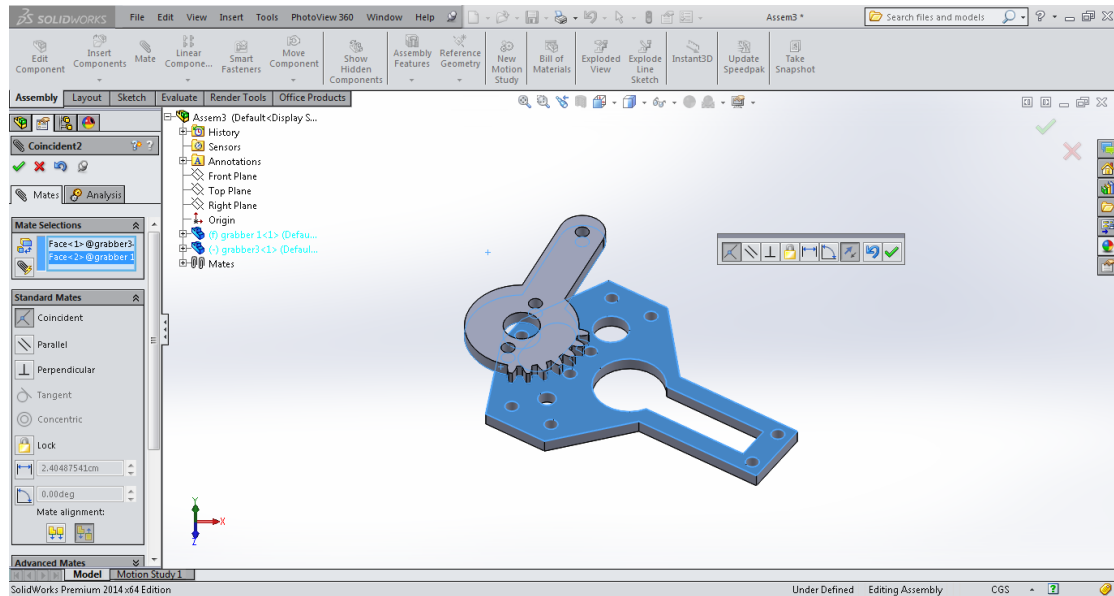 SOLIDWORKS File Edit View Insert Tools PhotoView 360 Window Help Assem3 * Search files and models
Edit Component
Insert Components
Mate
Linear Compone...
Smart Fasteners
Move Component
Show Hidden Components
Assembly Features
Reference Geometry
New Motion Study
Bill of Materials
Exploded View
Explode Line Sketch
Instant3D
Update Speedpak
Take Snapshot
Assembly Layout Sketch Evaluate Render Tools Office Products
Assem3 (Default<Display S...
History
Sensors
Annotations
Front Plane
Top Plane
Right Plane
Origin
(f) grabber 1<1> (Defau...
(-) grabber3<1> (Defaul...
Mates
Coincident2
Mates Analysis
Mate Selections
Face<1>@grabber3-
Face<2>@grabber 1
Standard Mates
Coincident
Parallel
Perpendicular
Tangent
Concentric
Lock
2.40487541cm
0.00deg
Mate alignment:
Advanced Mates
Y
X
Z
Model Motion Study 1
SolidWorks Premium 2014 x64 Edition Under Defined Editing Assembly CGS